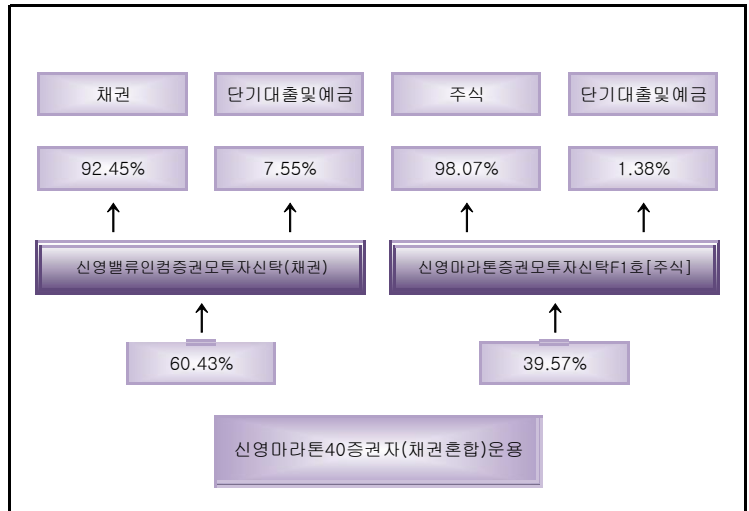 채권
단기대출및예금
주식
단기대출및예금
92.45%
7.55%
98.07%
1.38%
신영밸류인컴증권모투자신탁(채권)
신영마라톤증권모투자신탁F1호[주식]
60.43%
39.57%
신영마라톤40증권자(채권혼합)운용